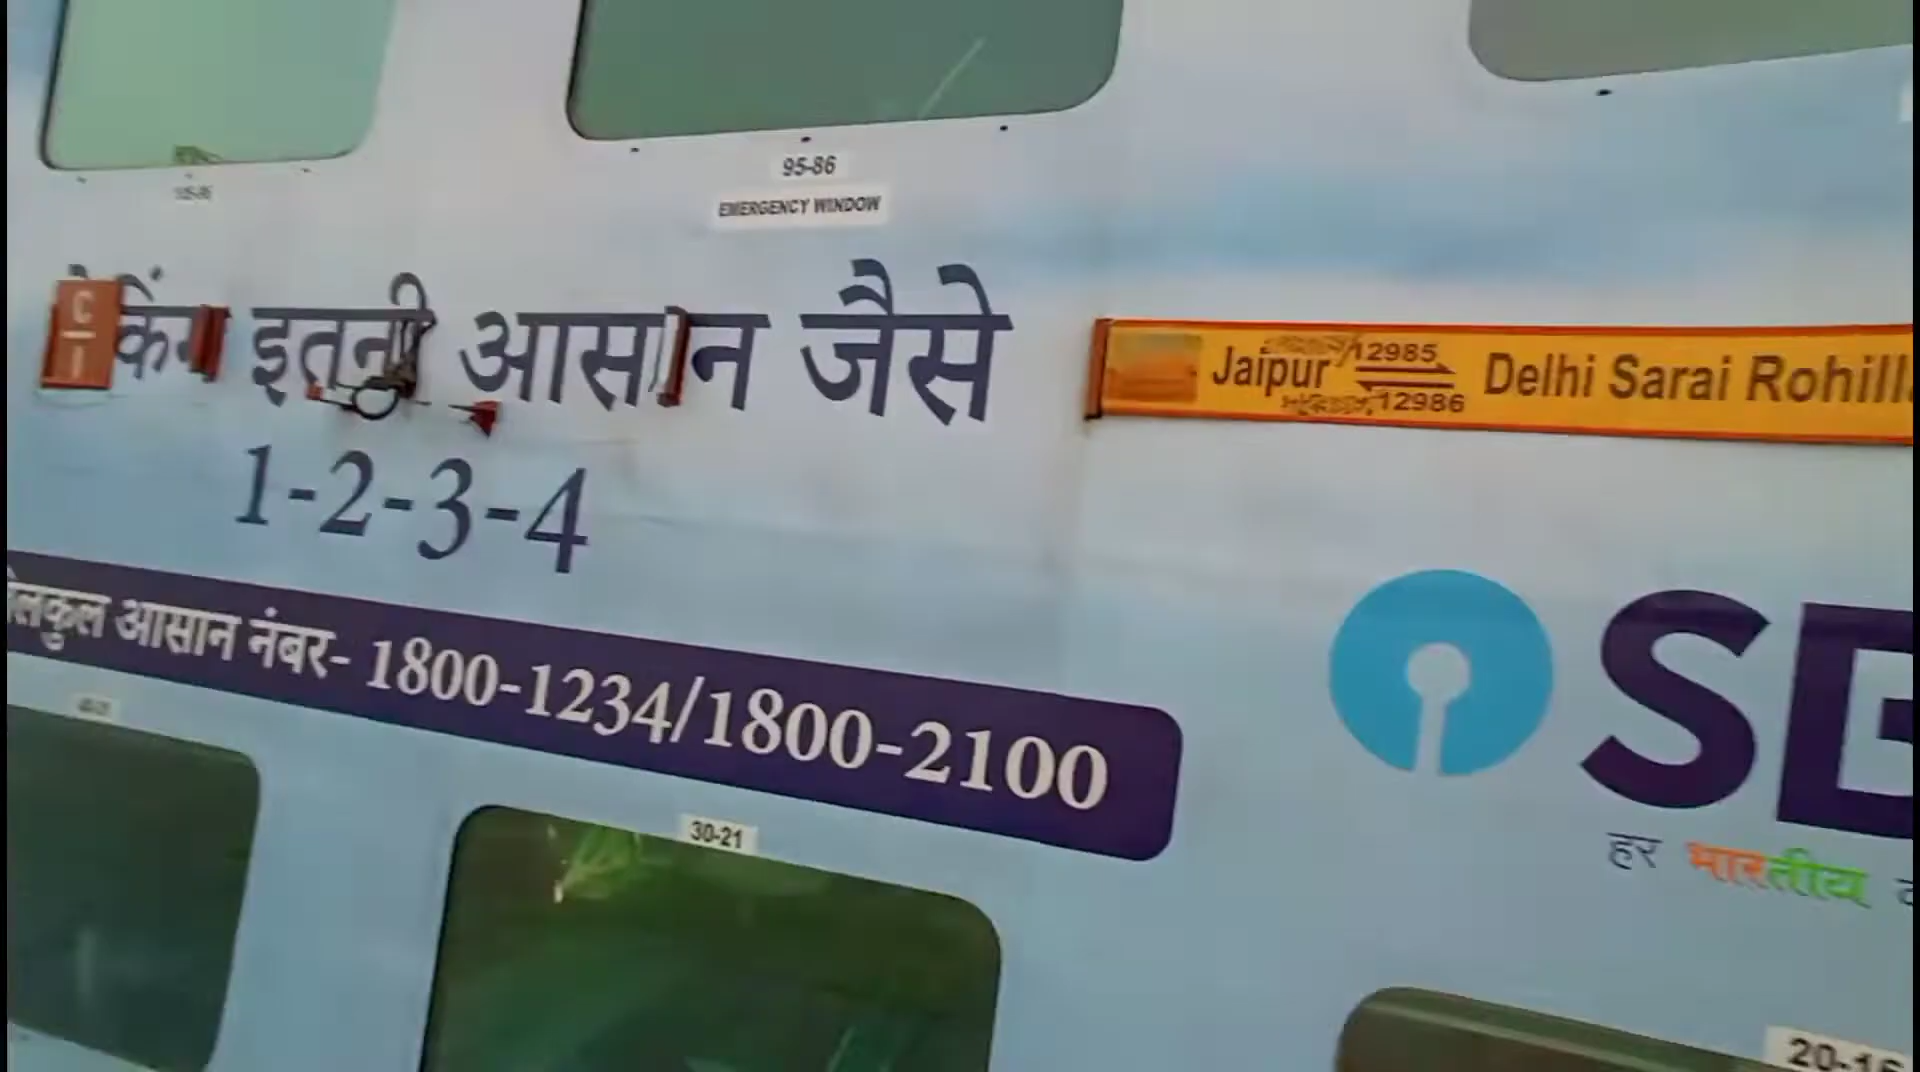 95-86
EMERGENCY WINDOW
C
I
इतनी आसान जैसे
1-2-3-4
Jaipur 12985 Delhi Sarai
12986
आसान नंबर- 1800-1234/1800-2100
हर भारतीय
30-21